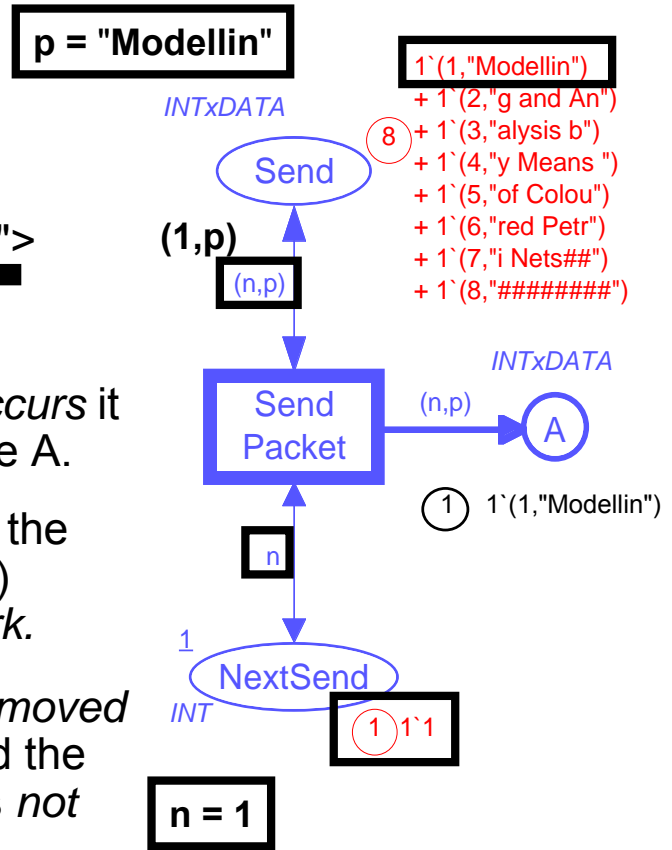 p = "Modellin"
INTxDATA
Send
8
1`(1,"Modellin")
+ 1`(2,"g and An")
+ 1`(3,"alysis b")
+ 1`(4,"y Means ")
+ 1`(5,"of Colou")
+ 1`(6,"red Petr")
+ 1`(7,"i Nets##")
+ 1`(8,"########")
">
(1,p)
(n,p)
ccurs it
e A.
Send
Packet
(n,p)
INTxDATA
A
1 1`(1,"Modellin")
the
)
rk.
n
1
NextSend
INT
1 1`1
moved
d the
s not
n = 1